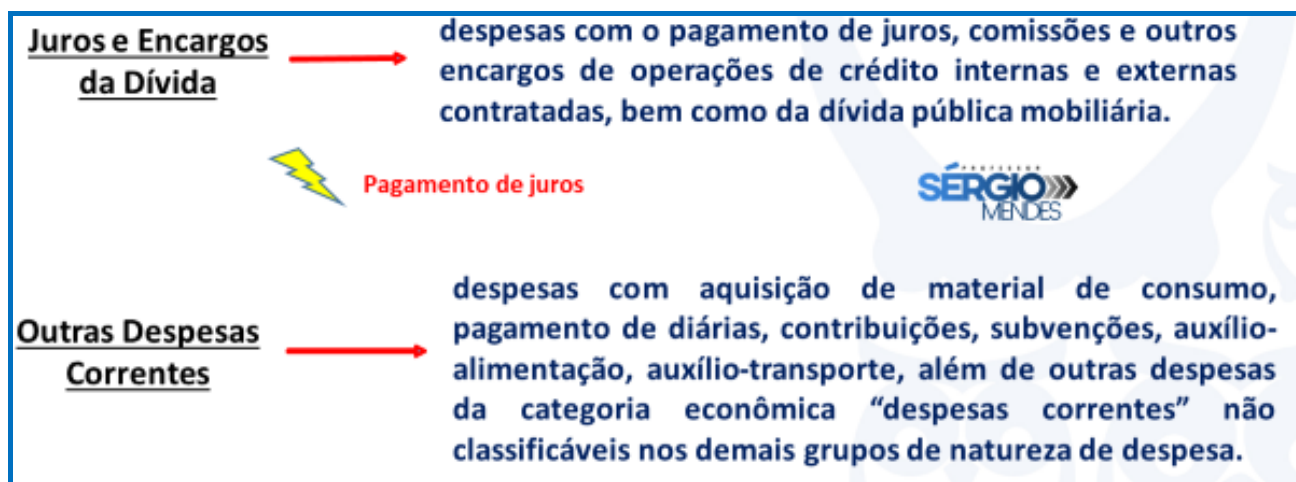 Juros e Encargos
da Dívida
despesas com o pagamento de juros, comissões e outros
encargos de operações de crédito internas e externas
contratadas, bem como da dívida pública mobiliária.
Pagamento de juros
PROFESSOR
SÉRGIO
MENDES
Outras Despesas
Correntes
despesas com aquisição de material de consumo,
pagamento de diárias, contribuições, subvenções, auxílio-
alimentação, auxílio-transporte, além de outras despesas
da categoria econômica “despesas correntes” não
classificáveis nos demais grupos de natureza de despesa.